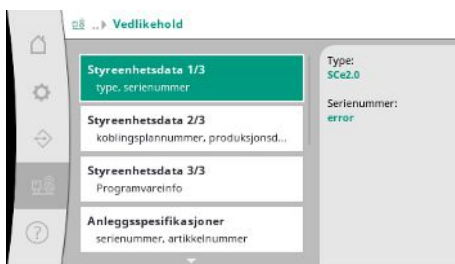 ..▸ Vedlikehold
Styreenhetsdata 1/3
type, serienummer
Styreenhetsdata 2/3
koblingsplannummer, produksjonsd...
Styreenhetsdata 3/3
Programvareinfo
Anleggsspesifikasjoner
serienummer, artikkelnummer
Type:
SCe2.0
Serienummer:
error
?